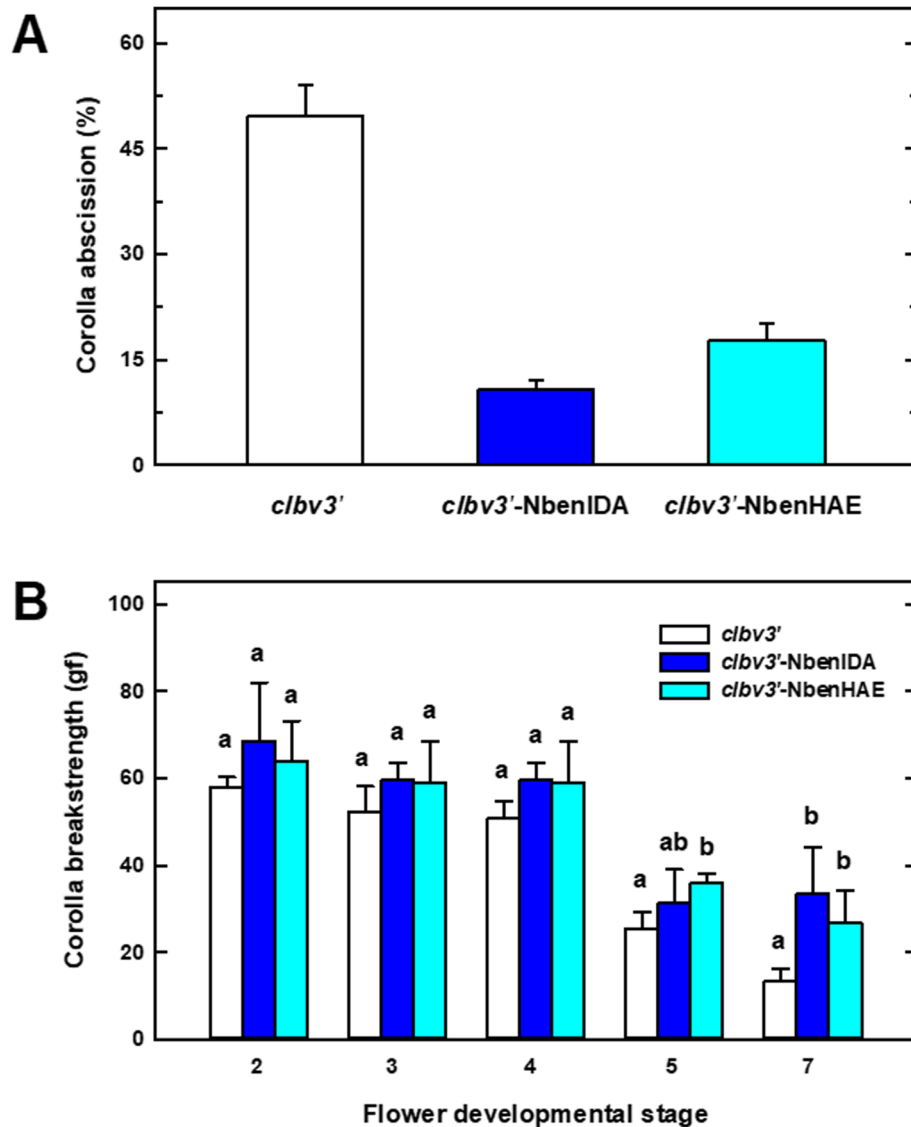 A
Corolla abscission (%)
60
45
30
15
0
clbv3'
clbv3'-NbenIDA
clbv3'-NbenHAE
B
Corolla breakstrength (gf)
100
80
60
40
20
0
clbv3'
clbv3'-NbenIDA
clbv3'-NbenHAE
a
a
a
a
a
a
a
a
a
a
ab
b
a
b
b
2
3
4
5
7
Flower developmental stage